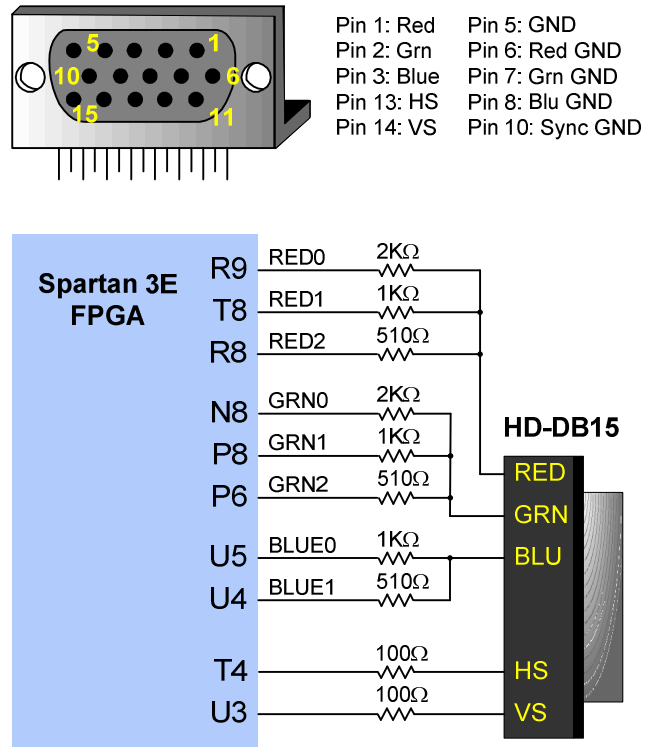 5 1
10 6
15 11
Pin 1: Red Pin 5: GND
Pin 2: Grn Pin 6: Red GND
Pin 3: Blue Pin 7: Grn GND
Pin 13: HS Pin 8: Blu GND
Pin 14: VS Pin 10: Sync GND
Spartan 3E
FPGA
R9 RED0 2KΩ
T8 RED1 1KΩ
R8 RED2 510Ω
N8 GRN0 2KΩ
P8 GRN1 1KΩ
P6 GRN2 510Ω
U5 BLUE0 1KΩ
U4 BLUE1 510Ω
T4 100Ω
U3 100Ω
HD-DB15
RED
GRN
BLU
HS
VS